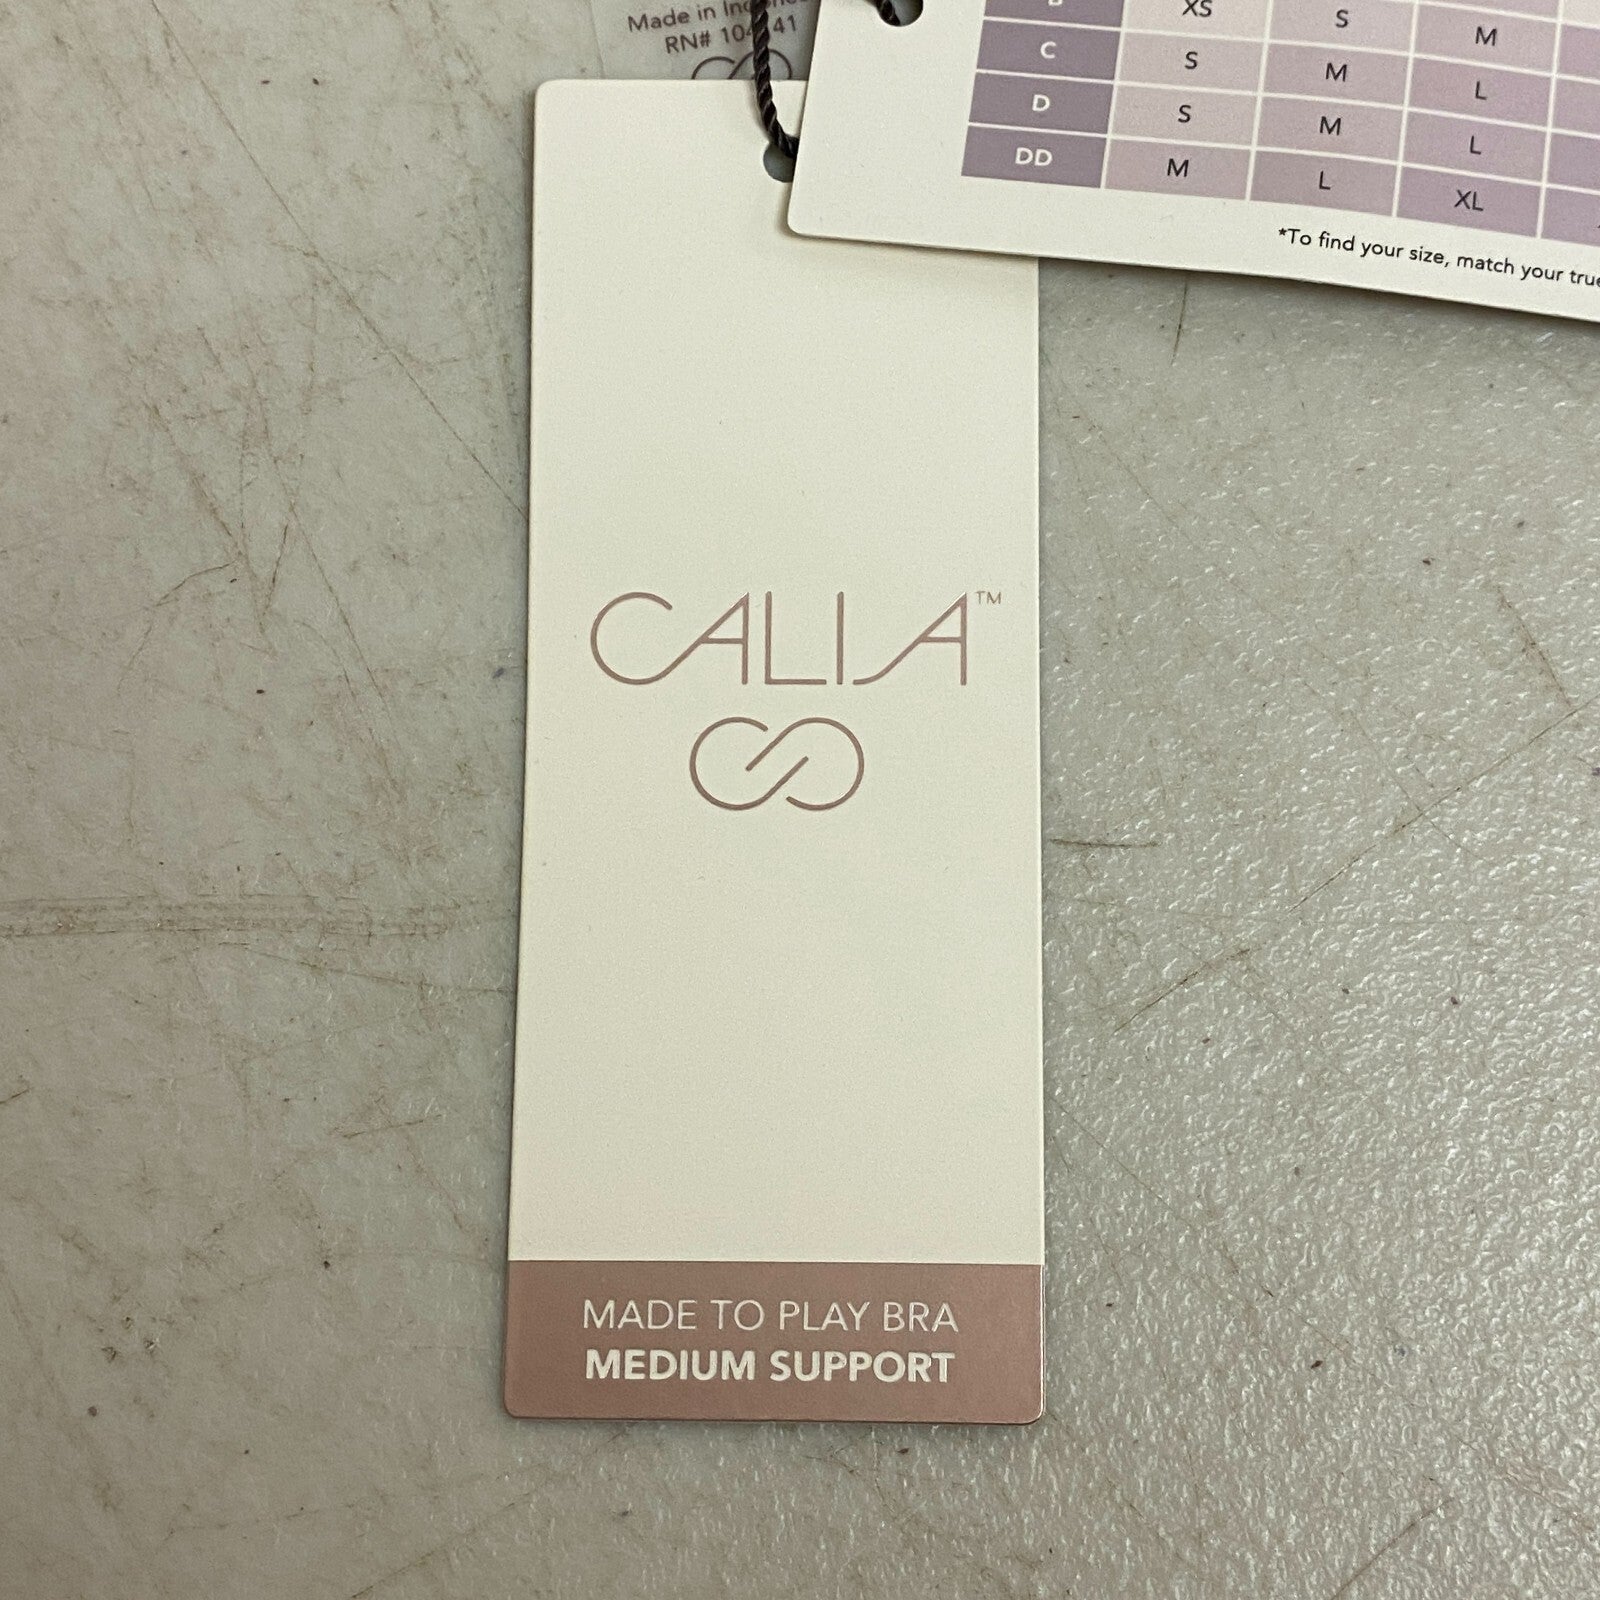 Made in
RN#
B XS S M
C S M L
D S M L
DD M L XL
*To find your size, match your true
CALIA™
MADE TO PLAY BRA
MEDIUM SUPPORT